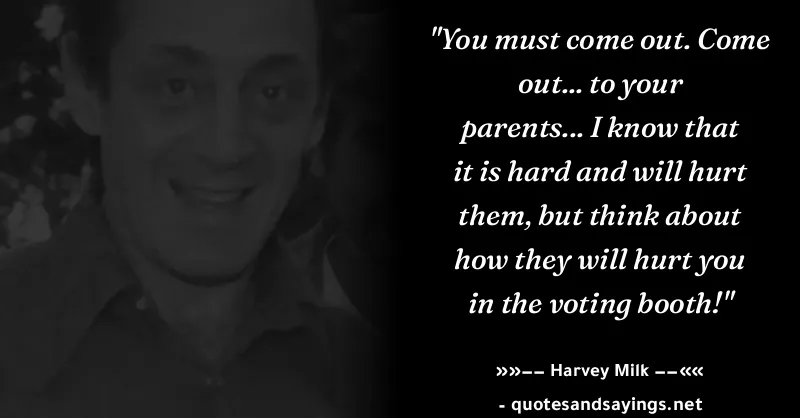 "You must come out. Come
out... to your
parents... I know that
it is hard and will hurt
them, but think about
how they will hurt you
in the voting booth!"
»»−− Harvey Milk −−««
- quotesandsayings.net